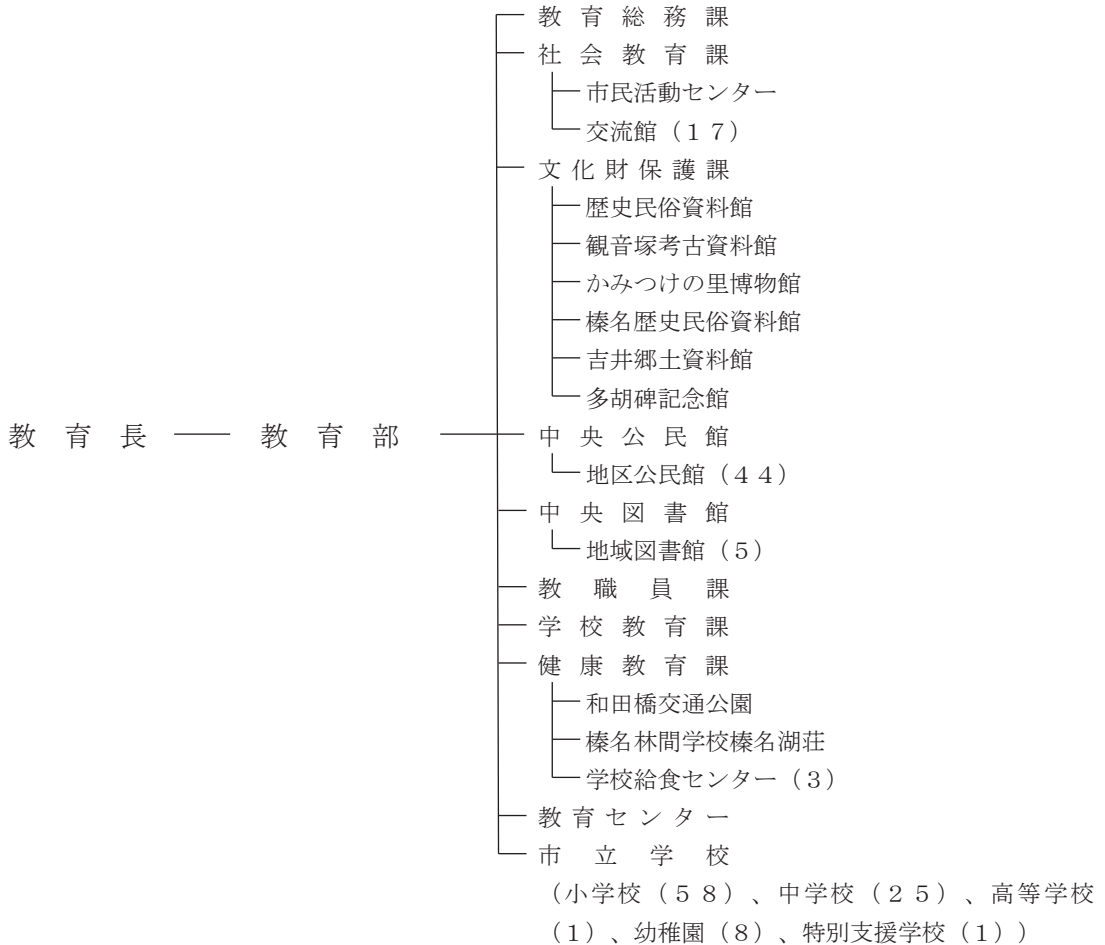 教育総務課
社会教育課
市民活動センター
交流館（１７）
文化財保護課
歴史民俗資料館
観音塚考古資料館
かみつけの里博物館
榛名歴史民俗資料館
吉井郷土資料館
多胡碑記念館
教育長 教育部 中央公民館
地区公民館（４４）
中央図書館
地域図書館（５）
教職員課
学校教育課
健康教育課
和田橋交通公園
榛名林間学校榛名湖荘
学校給食センター（３）
教育センター
市立学校
（小学校（５８）、中学校（２５）、高等学校
（１）、幼稚園（８）、特別支援学校（１））